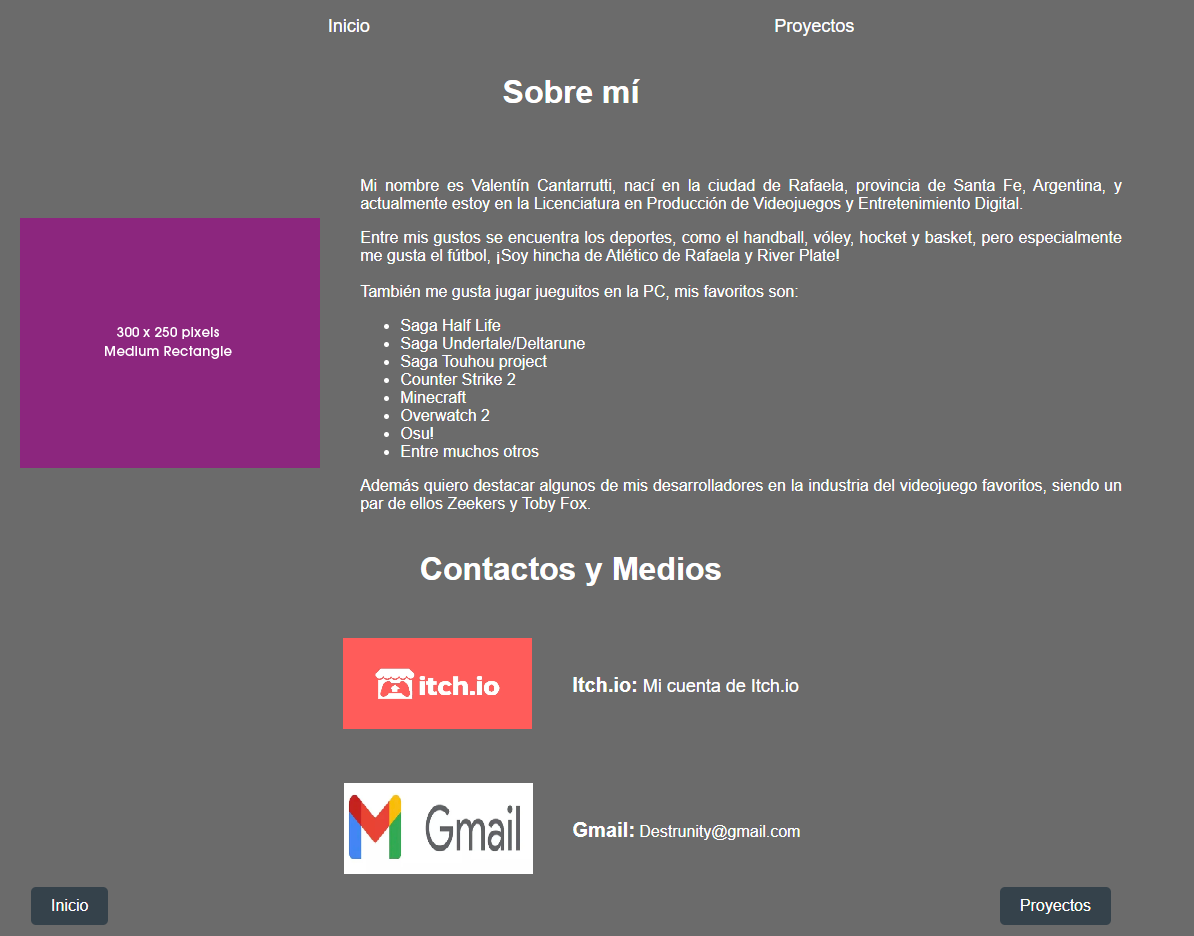 Inicio
Proyectos
Sobre mí
300 x 250 pixels
Medium Rectangle
Mi nombre es Valentín Cantarrutti, nací en la ciudad de Rafaela, provincia de Santa Fe, Argentina, y
actualmente estoy en la Licenciatura en Producción de Videojuegos y Entretenimiento Digital.
Entre mis gustos se encuentra los deportes, como el handball, vóley, hocket y basket, pero especialmente
me gusta el fútbol, ¡Soy hincha de Atlético de Rafaela y River Plate!
También me gusta jugar jueguitos en la PC, mis favoritos son:
• Saga Half Life
• Saga Undertale/Deltarune
• Saga Touhou project
• Counter Strike 2
• Minecraft
• Overwatch 2
• Osu!
• Entre muchos otros
Además quiero destacar algunos de mis desarrolladores en la industria del videojuego favoritos, siendo un
par de ellos Zeekers y Toby Fox.
Contactos y Medios
itch.io
Itch.io: Mi cuenta de Itch.io
Gmail
Gmail: Destrunity@gmail.com
Inicio
Proyectos